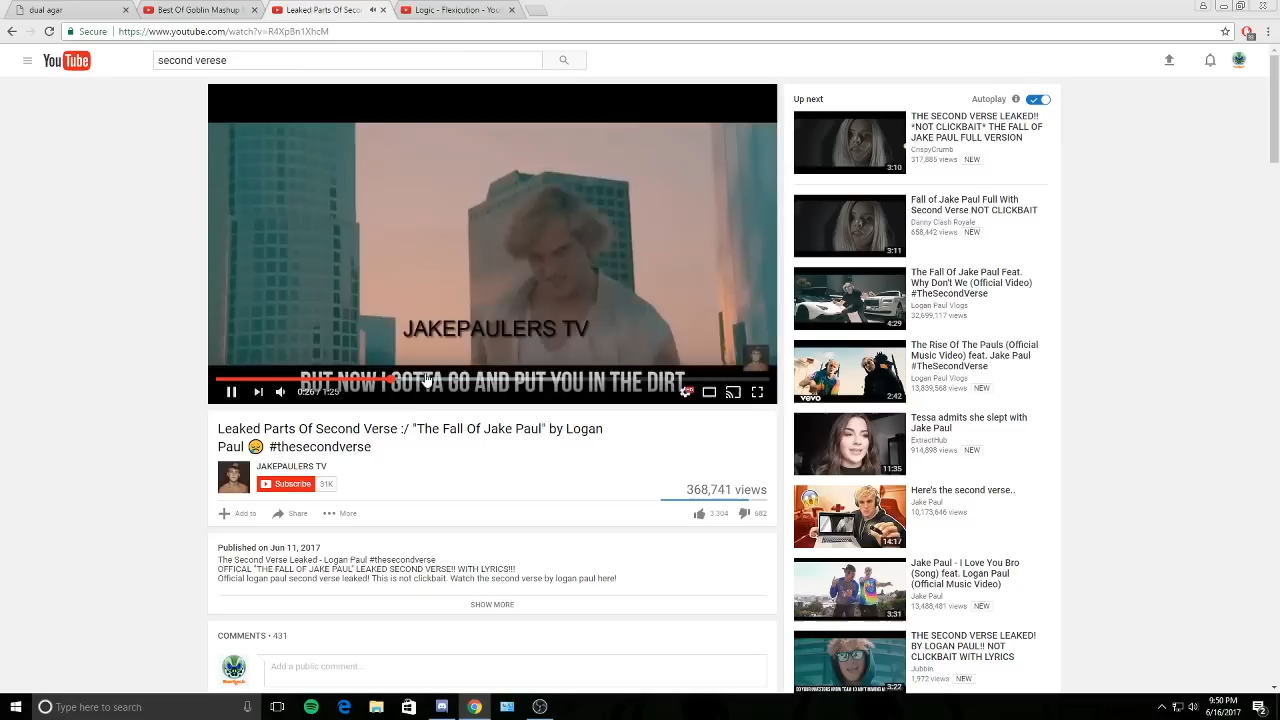 dual agar
Best Of Goblin Machine
Leaked Parts Of Secon
Logic - Flexicution - You
Secure
https://www.youtube.com/watch?v=R4XpBn1XhcM
YouTube
second verese
JAKEPAULERS TV
BUT NOW I GOTTA GO AND PUT YOU IN THE DIRT
0:26 / 1:25
Leaked Parts Of Second Verse :/ "The Fall Of Jake Paul" by Logan
Paul 😞 #thesecondverse
JAKEPAULERS TV
Subscribe 31K
368,741 views
Add to Share More
3,304 682
Published on Jun 11, 2017
The Second Verse Leaked - Logan Paul #thesecondverse
OFFICAL "THE FALL OF JAKE PAUL" LEAKED SECOND VERSE!! WITH LYRICS!!!
Official logan paul second verse leaked! This is not clickbait. Watch the second verse by logan paul here!
SHOW MORE
COMMENTS • 431
Add a public comment...
Up next
Autoplay
THE SECOND VERSE LEAKED!!
*NOT CLICKBAIT* THE FALL OF
JAKE PAUL FULL VERSION
CrispyCrumb
317,885 views NEW
3:10
Fall of Jake Paul Full With
Second Verse NOT CLICKBAIT
Danny Clash Royale
658,442 views NEW
3:11
The Fall Of Jake Paul Feat.
Why Don't We (Official Video)
#TheSecondVerse
Logan Paul Vlogs
32,699,117 views
4:29
The Rise Of The Pauls (Official
Music Video) feat. Jake Paul
#TheSecondVerse
Logan Paul Vlogs
13,839,568 views NEW
vevo
2:42
Tessa admits she slept with
Jake Paul
ExtractHub
914,898 views NEW
11:35
Here's the second verse..
Jake Paul
10,173,646 views
14:17
Jake Paul - I Love You Bro
(Song) feat. Logan Paul
(Official Music Video)
Jake Paul
13,488,481 views NEW
3:31
THE SECOND VERSE LEAKED!
BY LOGAN PAUL!! NOT
CLICKBAIT WITH LYRICS
Jubbin
1,972 views NEW
3:22
Type here to search
9:50 PM
6/16/2017